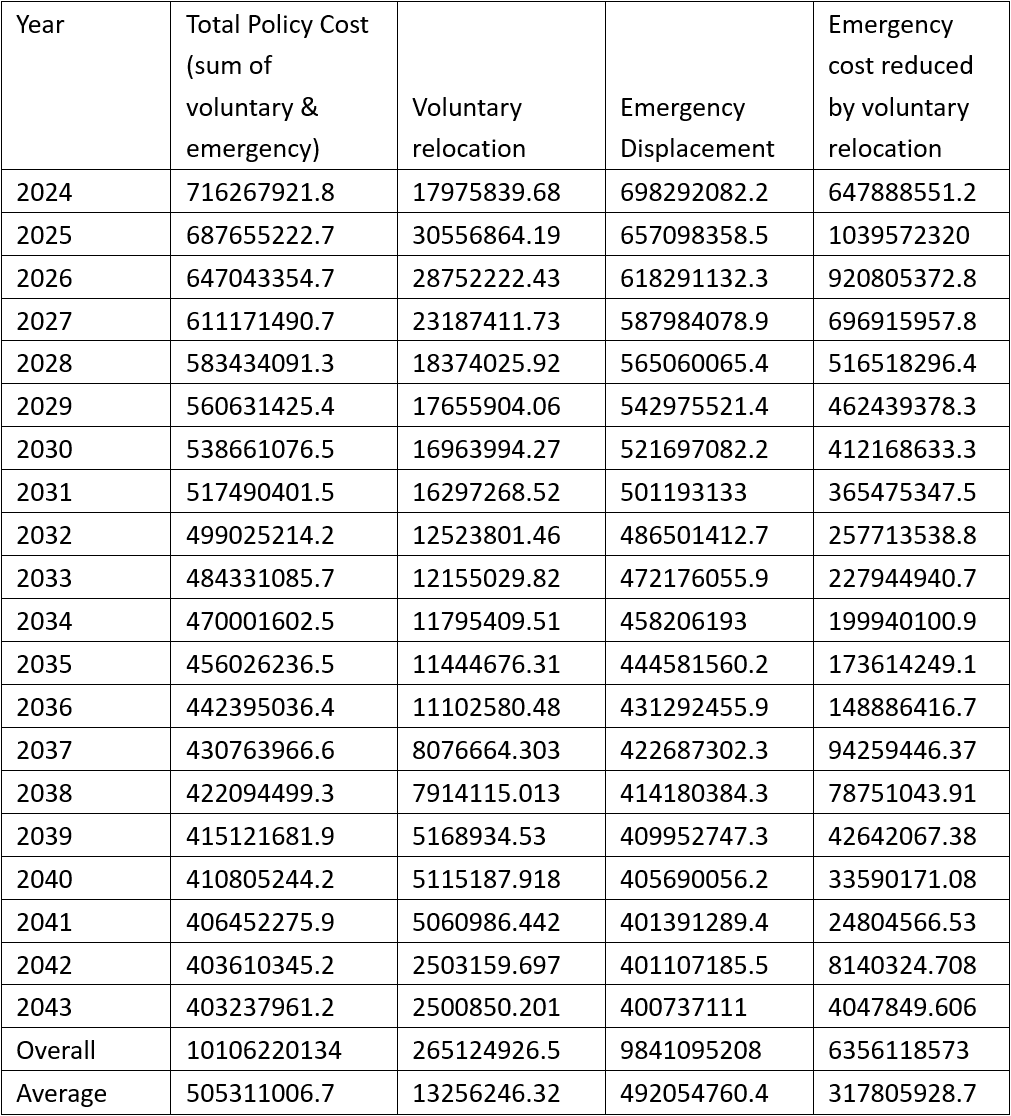 Year Total Policy Cost (sum of voluntary & emergency) Voluntary relocation Emergency Displacement Emergency cost reduced by voluntary relocation
2024 716267921.8 17975839.68 698292082.2 647888551.2
2025 687655222.7 30556864.19 657098358.5 1039572320
2026 647043354.7 28752222.43 618291132.3 920805372.8
2027 611171490.7 23187411.73 587984078.9 696915957.8
2028 583434091.3 18374025.92 565060065.4 516518296.4
2029 560631425.4 17655904.06 542975521.4 462439378.3
2030 538661076.5 16963994.27 521697082.2 412168633.3
2031 517490401.5 16297268.52 501193133 365475347.5
2032 499025214.2 12523801.46 486501412.7 257713538.8
2033 484331085.7 12155029.82 472176055.9 227944940.7
2034 470001602.5 11795409.51 458206193 199940100.9
2035 456026236.5 11444676.31 444581560.2 173614249.1
2036 442395036.4 11102580.48 431292455.9 148886416.7
2037 430763966.6 8076664.303 422687302.3 94259446.37
2038 422094499.3 7914115.013 414180384.3 78751043.91
2039 415121681.9 5168934.53 409952747.3 42642067.38
2040 410805244.2 5115187.918 405690056.2 33590171.08
2041 406452275.9 5060986.442 401391289.4 24804566.53
2042 403610345.2 2503159.697 401107185.5 8140324.708
2043 403237961.2 2500850.201 400737111 4047849.606
Overall 10106220134 265124926.5 9841095208 6356118573
Average 505311006.7 13256246.32 492054760.4 317805928.7